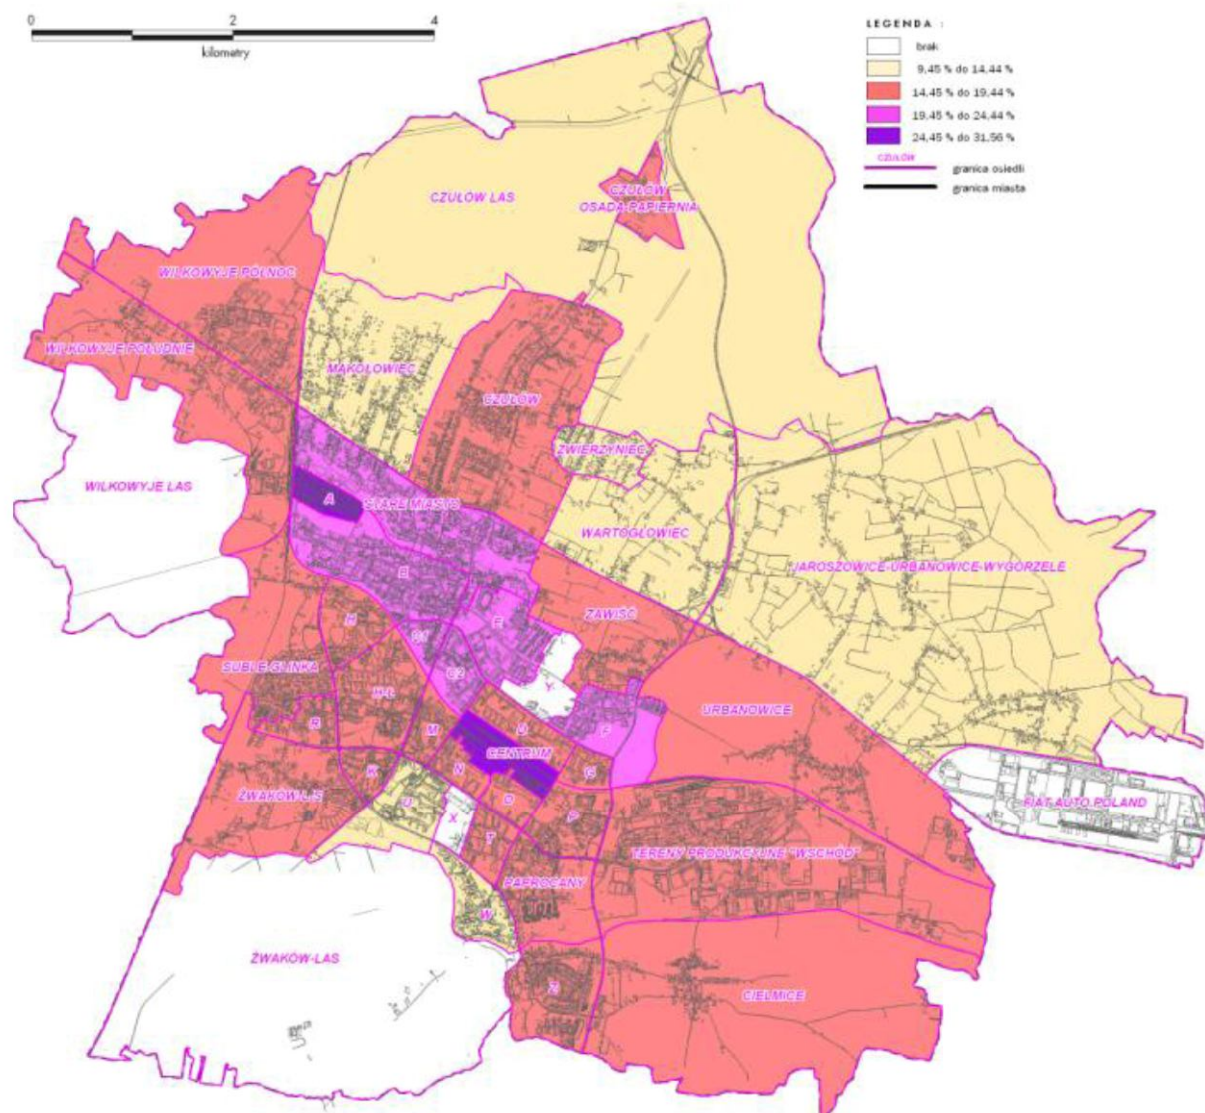 0 2 4
kilometry
LEGENDA :
brak
9,45 % do 14,44 %
14,45 % do 19,44 %
19,45 % do 24,44 %
24,45 % do 31,56 %
CZUŁÓW
granica osiedli
granica miasta
CZUŁÓW LAS
CZUŁÓW
OSADA-PAPIERNIA
WILKOWYJE PÓŁNOC
WILKOWYJE POŁUDNIE
MĄKOŁOWIEC
CZUŁÓW
ZWIERZYNIEC
WILKOWYJE LAS
A
STARE MIASTO
WARTOGŁOWIEC
JAROSZOWICE-URBANOWICE-WYGORZELE
B
H
C1
E
ZAWIŚĆ
SUBLE-GLINKA
C2
H-Ł
Y
URBANOWICE
R
M
D
F
CENTRUM
K
N
G
ŻWAKÓW-LIS
U
O
FIAT AUTO POLAND
X
P
T
TERENY PRODUKCYJNE "WSCHÓD"
PAPROCANY
W
ŻWAKÓW-LAS
Z
CIELMICE